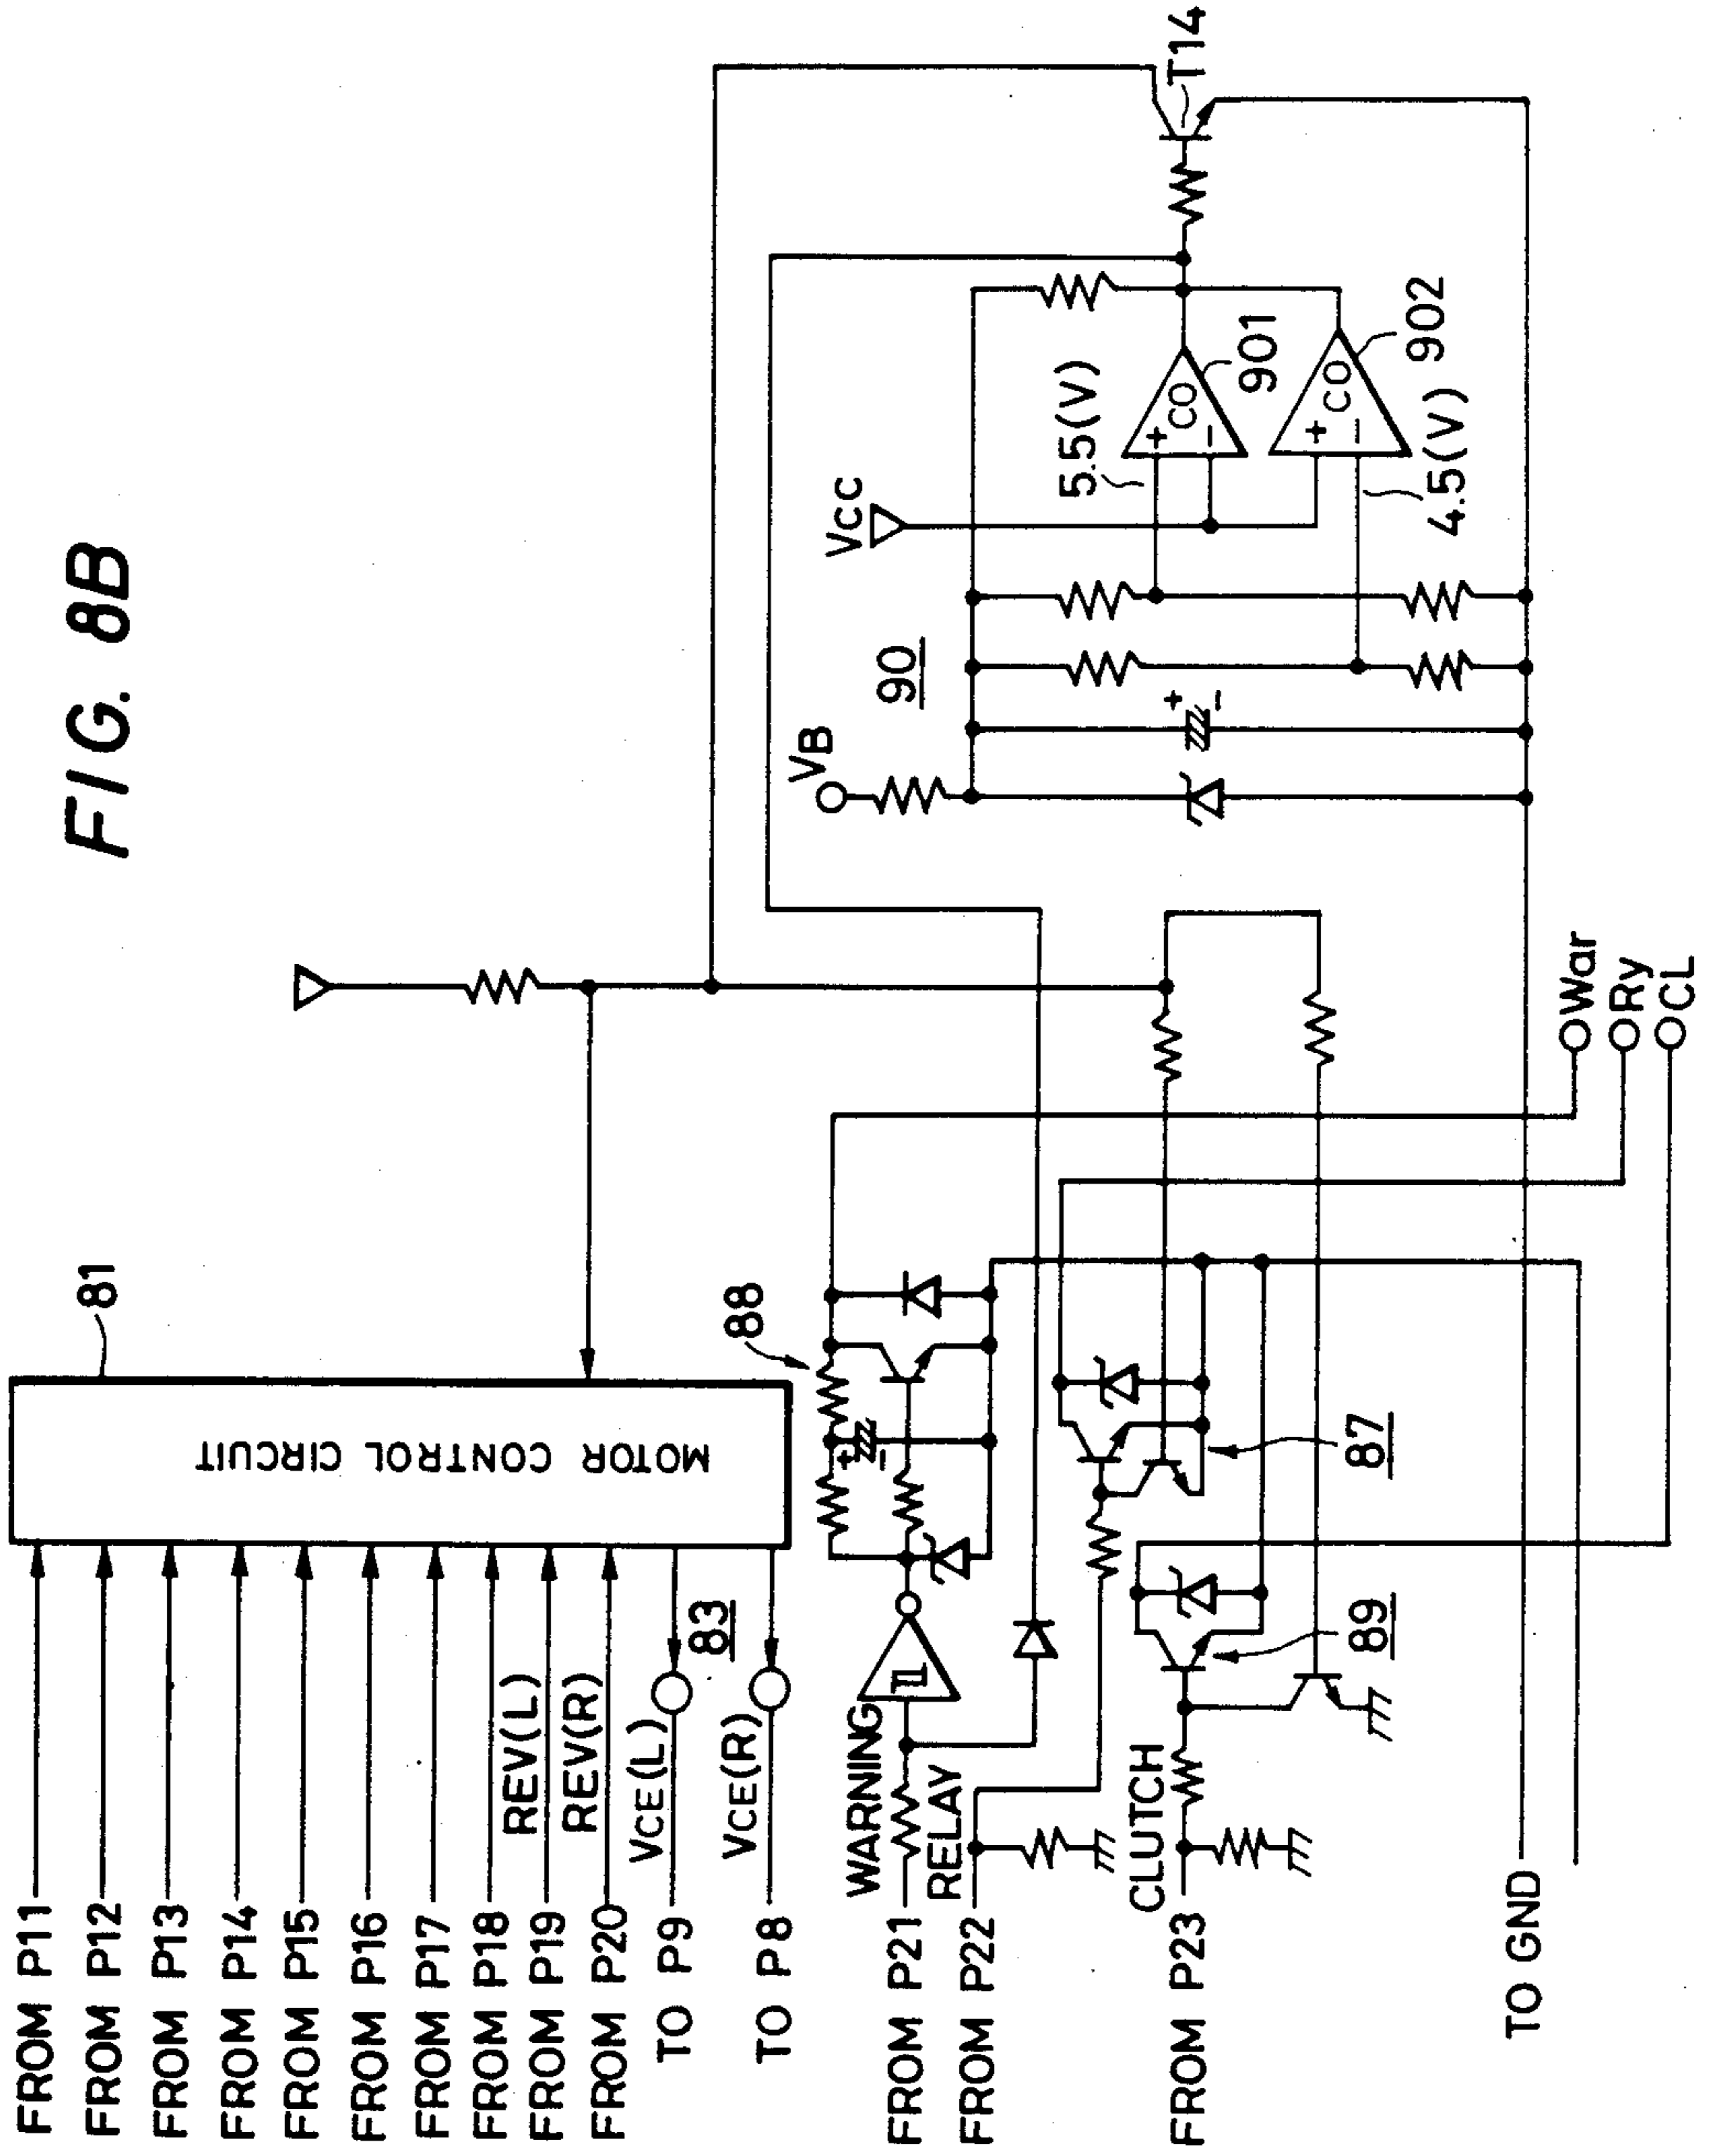 FIG. 8B
FROM P11
FROM P12
FROM P13
FROM P14
FROM P15
FROM P16
FROM P17
FROM P18
FROM P19
FROM P20
TO P9
TO P8
REV(L)
REV(R)
VCE(L)
VCE(R)
83
MOTOR CONTROL CIRCUIT
81
FROM P21
WARNING
88
FROM P22
RELAY
87
FROM P23
CLUTCH
89
+
−
TO GND
War
Ry
CL
VB
90
+
−
VCC
5.5(V)
+
−
CO
901
4.5(V)
+
−
CO
902
T14